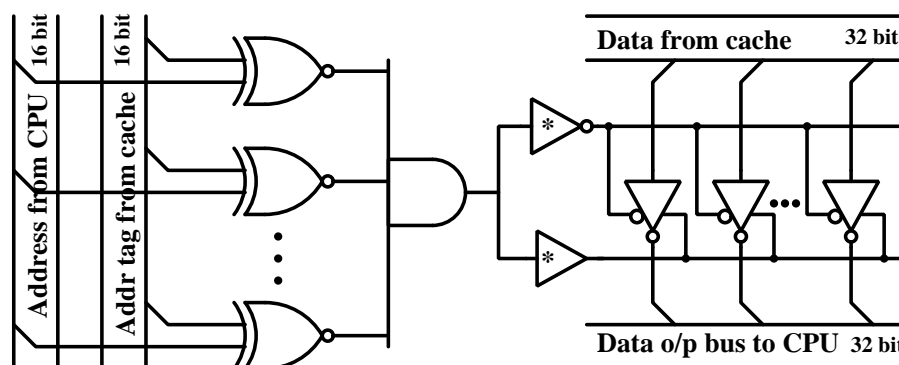 16 bit
Address from CPU
16 bit
Addr tag from cache
*
*
Data from cache
32 bit
Data o/p bus to CPU
32 bit